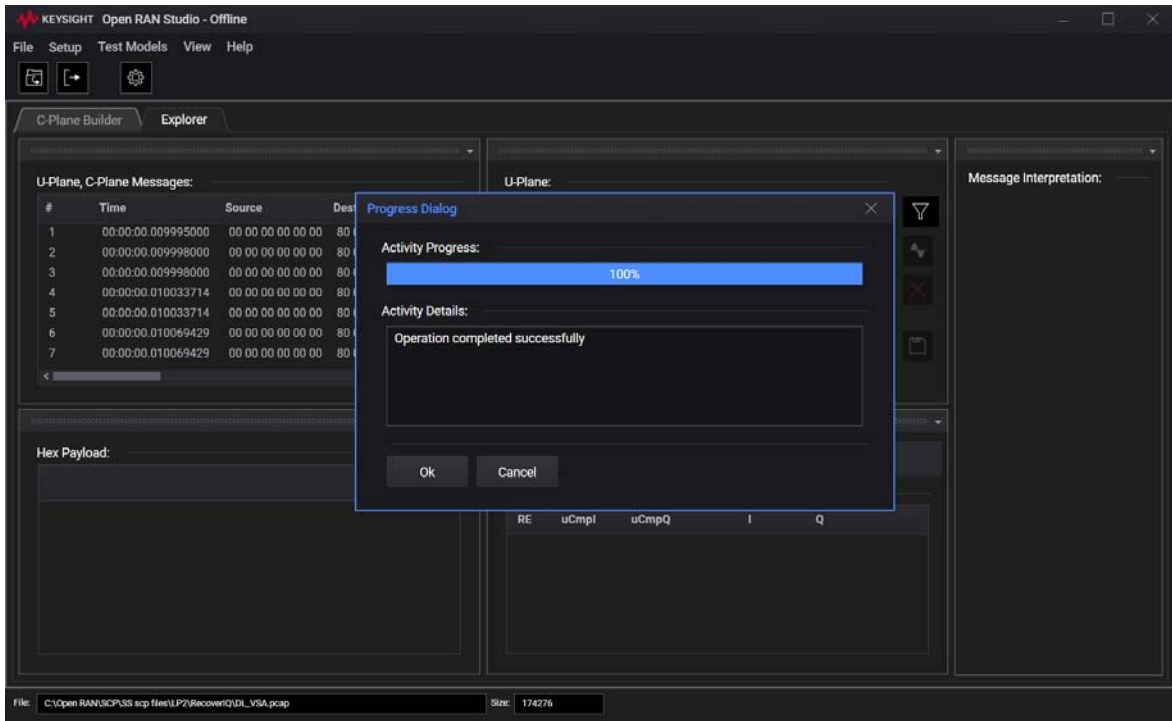 KEYSIGHT Open RAN Studio - Offline
File Setup Test Models View Help
C-Plane Builder Explorer
U-Plane, C-Plane Messages:
U-Plane:
Message Interpretation:
# Time Source Dest
1 00:00:00.009995000 00 00 00 00 00 00 80
2 00:00:00.009998000 00 00 00 00 00 00 80
3 00:00:00.009998000 00 00 00 00 00 00 80
4 00:00:00.010033714 00 00 00 00 00 00 80
5 00:00:00.010033714 00 00 00 00 00 00 80
6 00:00:00.010069429 00 00 00 00 00 00 80
7 00:00:00.010069429 00 00 00 00 00 00 80
Progress Dialog
Activity Progress:
100%
Activity Details:
Operation completed successfully
Ok Cancel
Hex Payload:
RE uCmpI uCmpQ I Q
File: C:\Open RAN\SCP\SS scp files\LP2\RecoverIQ\DL_VSA.pcap Size: 174276